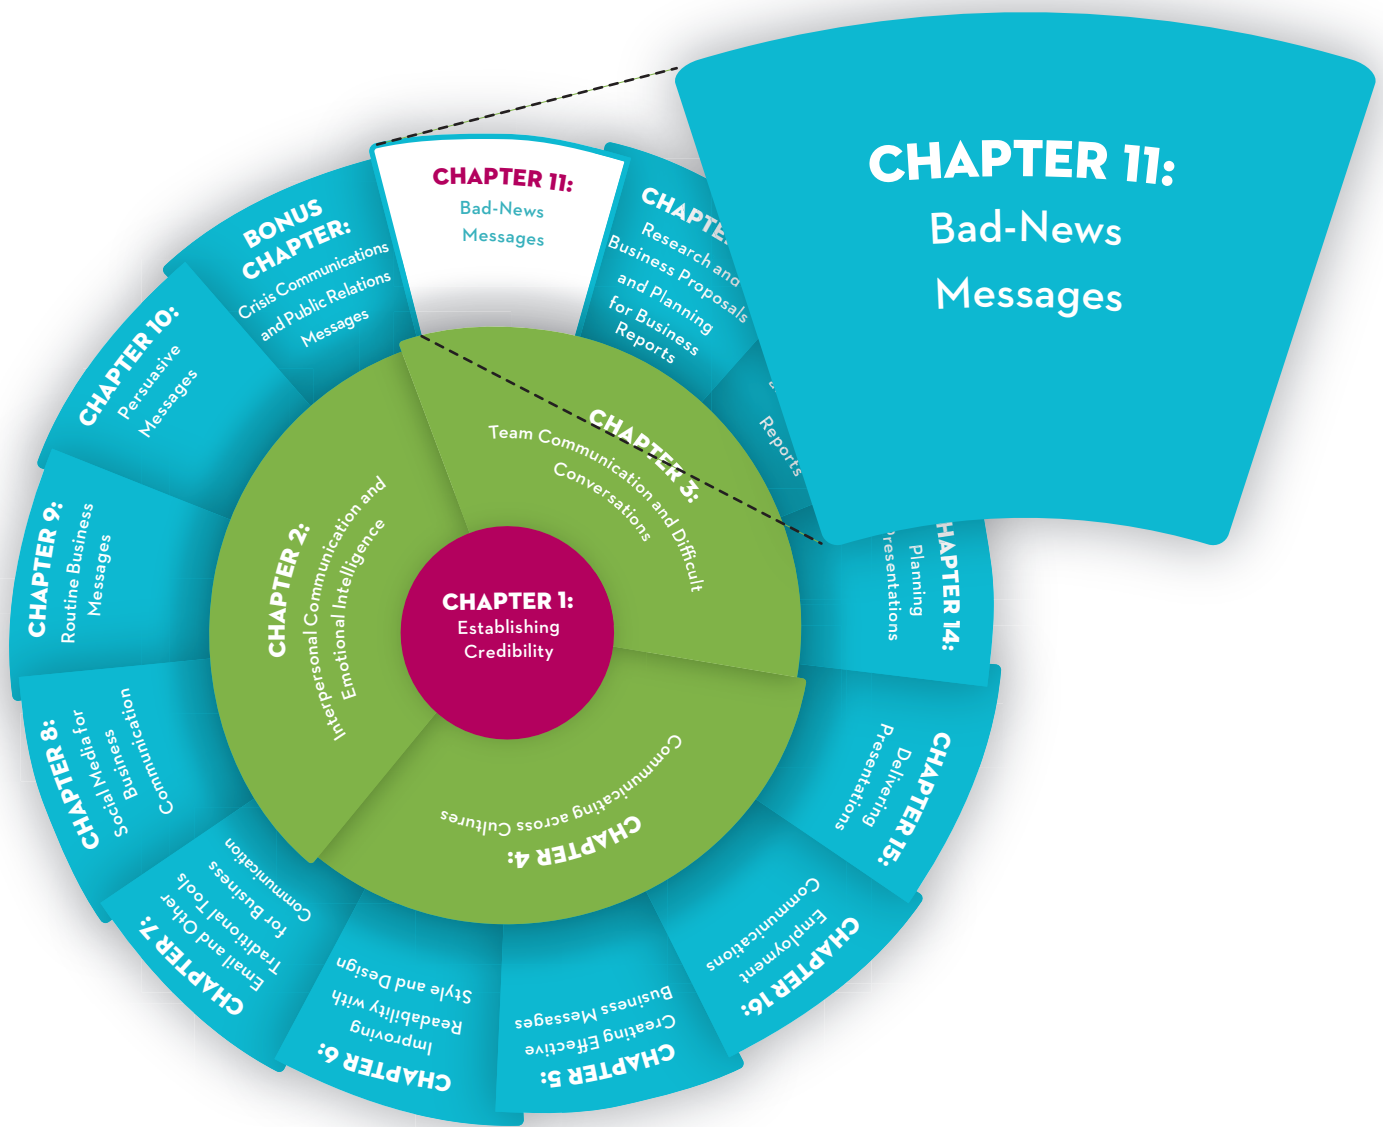 CHAPTER 11:
Bad-News
Messages
CHAPTER 11:
Bad-News
Messages
Research and
Business Proposals
and Planning
for Business
Reports
Reports
CHAPTER 14:
Planning
Presentations
CHAPTER 15:
Delivering
Presentations
CHAPTER 16:
Employment
Communications
CHAPTER 5:
Creating Effective
Business Messages
CHAPTER 6:
Improving
Readability with
Style and Design
CHAPTER 7:
Email and Other
Traditional Tools
for Business
Communication
CHAPTER 8:
Social Media for
Business
Communication
CHAPTER 9:
Routine Business
Messages
CHAPTER 10:
Persuasive
Messages
BONUS
CHAPTER:
Crisis Communications
and Public Relations
Messages
CHAPTER 3:
Team Communication and Difficult
Conversations
CHAPTER 2:
Interpersonal Communication and
Emotional Intelligence
CHAPTER 4:
Communicating across Cultures
CHAPTER 1:
Establishing
Credibility